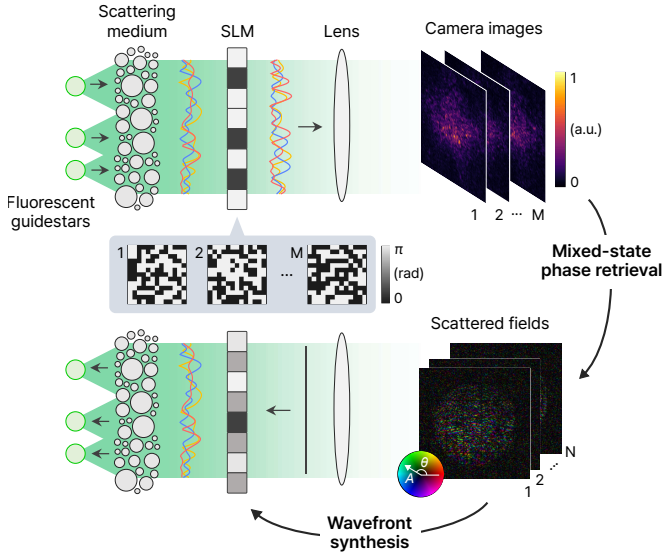 Scattering
medium
SLM
Lens
Camera images
1
(a.u.)
0
1
2
...
M
Fluorescent
guidestars
1
2
...
M
π
(rad)
0
Mixed-state
phase retrieval
Scattered fields
θ
A
1
2
...
N
Wavefront
synthesis